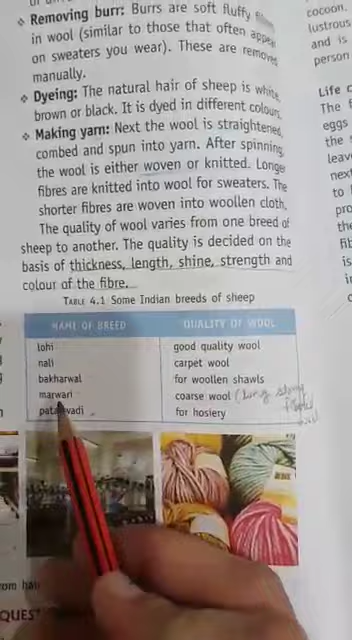 ❖ Removing burr: Burrs are soft fluffy
in wool (similar to those that often appear
on sweaters you wear). These are removed
manually.
❖ Dyeing: The natural hair of sheep is white,
brown or black. It is dyed in different colours.
❖ Making yarn: Next the wool is straightened,
combed and spun into yarn. After spinning,
the wool is either woven or knitted. Longer
fibres are knitted into wool for sweaters. The
shorter fibres are woven into woollen cloth.
The quality of wool varies from one breed of
sheep to another. The quality is decided on the
basis of thickness, length, shine, strength and
colour of the fibre.
TABLE 4.1 Some Indian breeds of sheep
NAME OF BREED QUALITY OF WOOL
lohi good quality wool
nali carpet wool
bakharwal for woollen shawls
marwari coarse wool (long
for hosiery
cocoon.
lustrous
and is
person
Life c
The f
eggs
the
leav
next
to
pro
the
fib
is
in
om hai
QUES